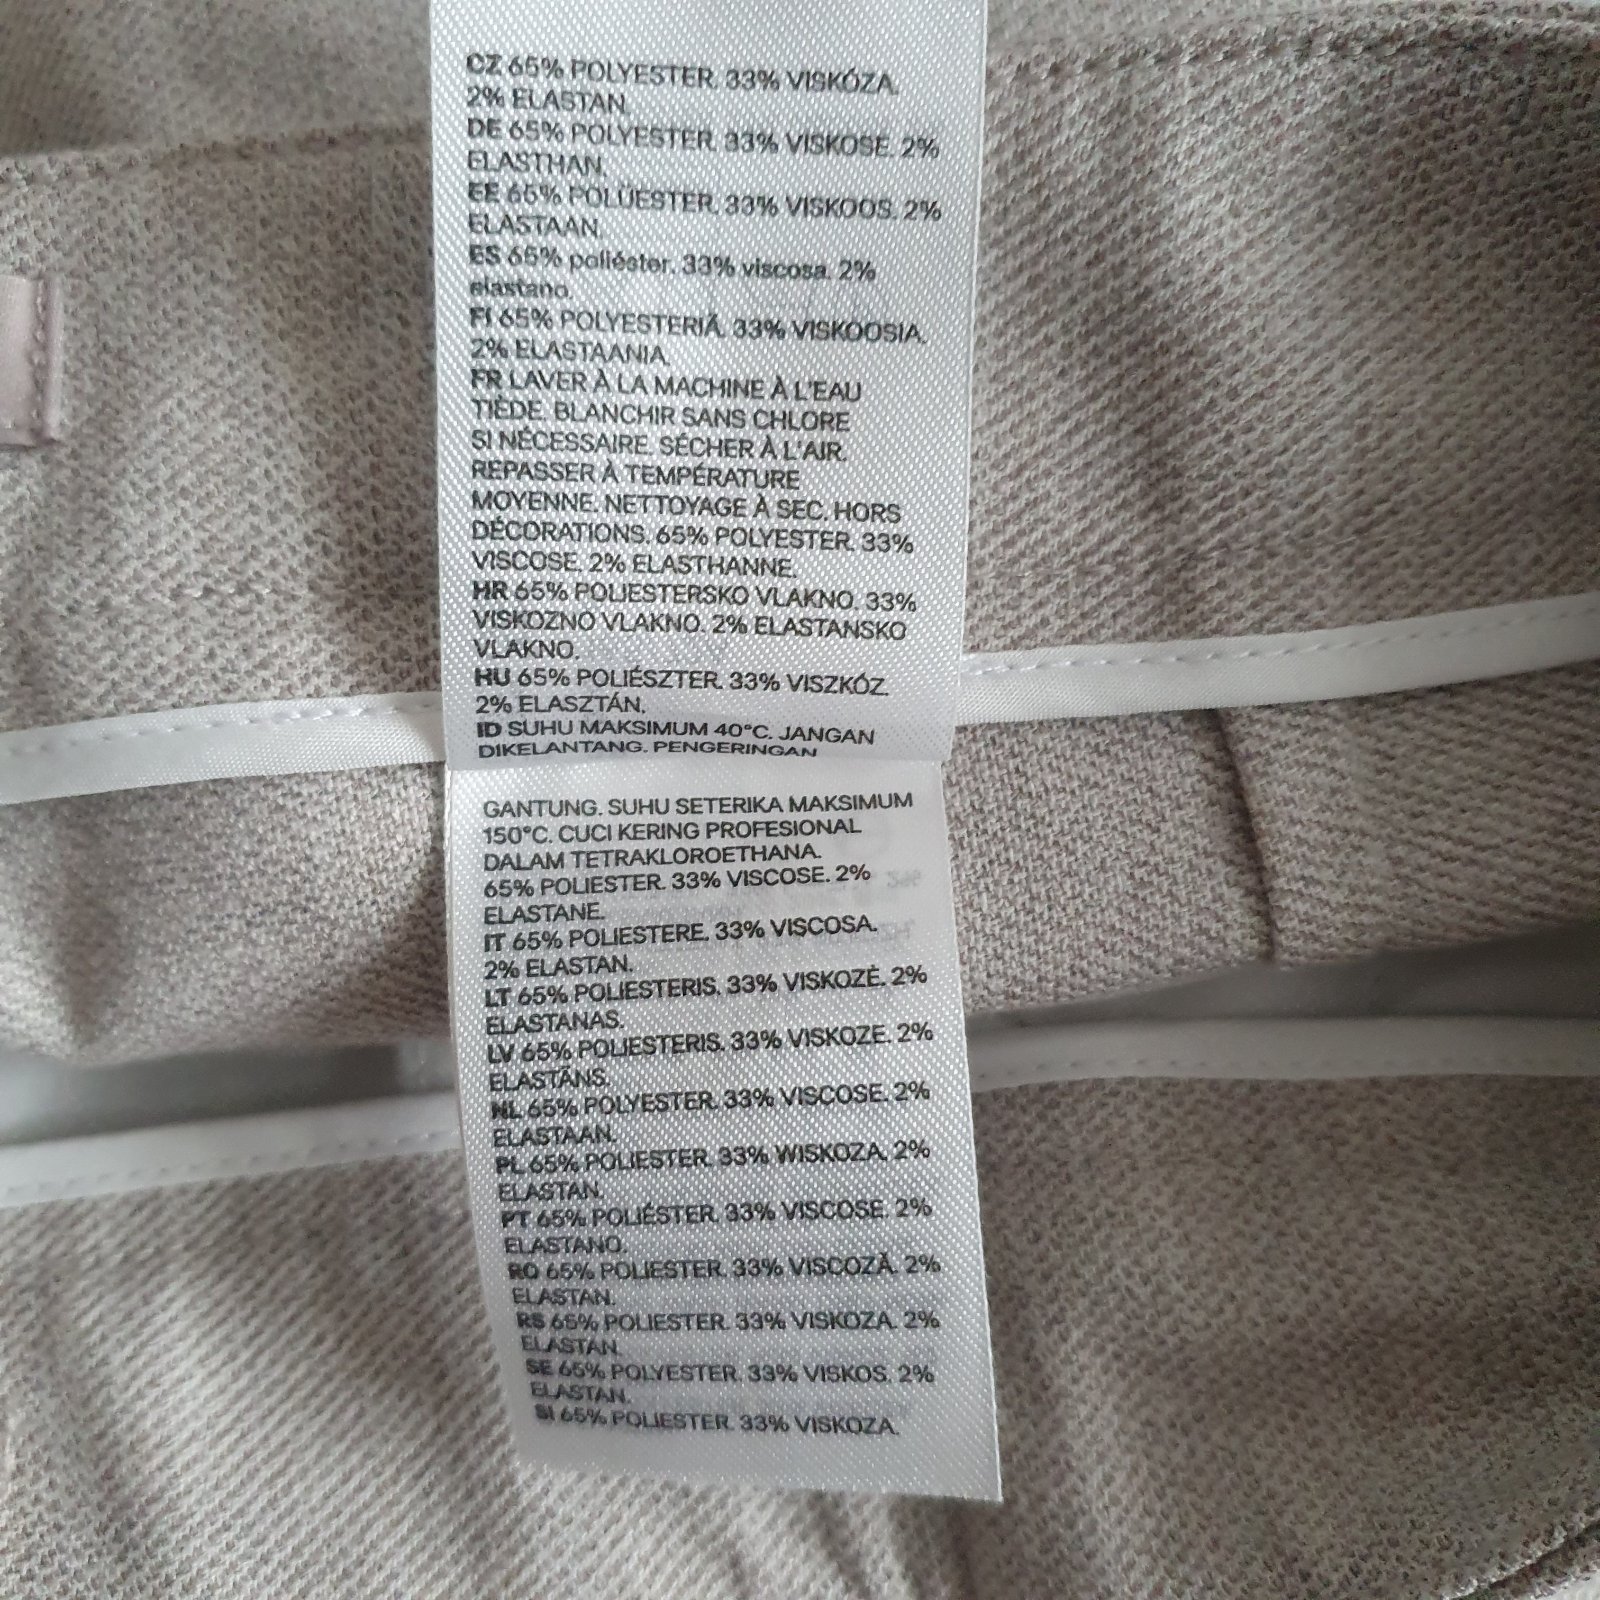 CZ 65% POLYESTER. 33% VISKÓZA.
2% ELASTAN.
DE 65% POLYESTER. 33% VISKOSE. 2%
ELASTHAN.
EE 65% POLÜESTER. 33% VISKOOS. 2%
ELASTAAN.
ES 65% poliéster. 33% viscosa. 2%
elastano.
FI 65% POLYESTERIÄ. 33% VISKOOSIA.
2% ELASTAANIA.
FR LAVER À LA MACHINE À L'EAU
TIÈDE. BLANCHIR SANS CHLORE
SI NÉCESSAIRE. SÉCHER À L'AIR.
REPASSER À TEMPÉRATURE
MOYENNE. NETTOYAGE À SEC. HORS
DÉCORATIONS. 65% POLYESTER. 33%
VISCOSE. 2% ELASTHANNE.
HR 65% POLIESTERSKO VLAKNO. 33%
VISKOZNO VLAKNO. 2% ELASTANSKO
VLAKNO.
HU 65% POLIÉSZTER. 33% VISZKÓZ.
2% ELASZTÁN.
ID SUHU MAKSIMUM 40°C. JANGAN
DIKELANTANG. PENGERINGAN
GANTUNG. SUHU SETERIKA MAKSIMUM
150°C. CUCI KERING PROFESIONAL
DALAM TETRAKLOROETHANA.
65% POLIESTER. 33% VISCOSE. 2%
ELASTANE.
IT 65% POLIESTERE. 33% VISCOSA.
2% ELASTAN.
LT 65% POLIESTERIS. 33% VISKOZĖ. 2%
ELASTANAS.
LV 65% POLIESTERIS. 33% VISKOZE. 2%
ELASTĀNS.
NL 65% POLYESTER. 33% VISCOSE. 2%
ELASTAAN.
PL 65% POLIESTER. 33% WISKOZA. 2%
ELASTAN.
PT 65% POLIÉSTER. 33% VISCOSE. 2%
ELASTANO.
RO 65% POLIESTER. 33% VISCOZĂ. 2%
ELASTAN.
RS 65% POLIESTER. 33% VISKOZA. 2%
ELASTAN.
SE 65% POLYESTER. 33% VISKOS. 2%
ELASTAN.
SI 65% POLIESTER. 33% VISKOZA.